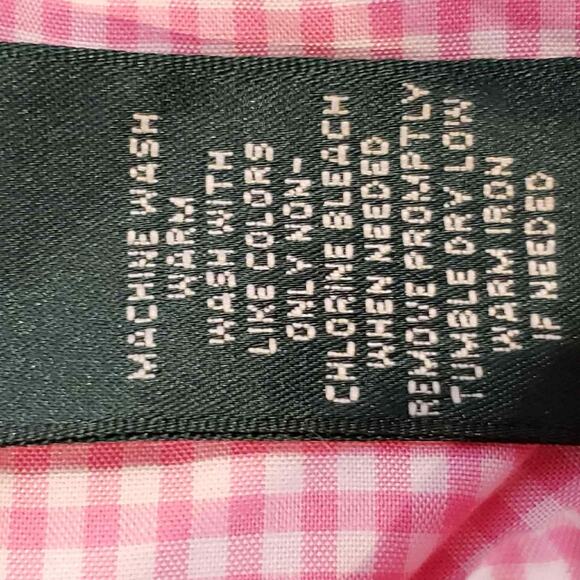 MACHINE WASH
WARM
WASH WITH
LIKE COLORS
ONLY NON-
CHLORINE BLEACH
WHEN NEEDED
REMOVE PROMPTLY
TUMBLE DRY LOW
WARM IRON
IF NEEDED